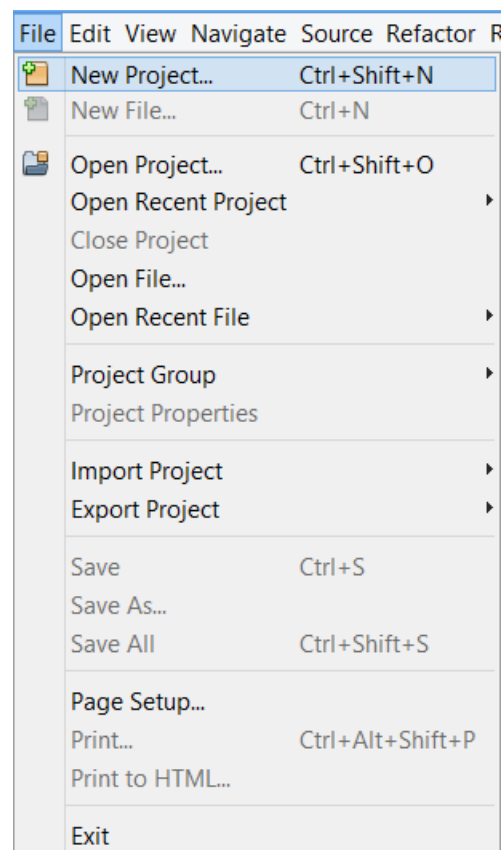 File Edit View Navigate Source Refactor R
New Project... Ctrl+Shift+N
New File... Ctrl+N
Open Project... Ctrl+Shift+O
Open Recent Project
Close Project
Open File...
Open Recent File
Project Group
Project Properties
Import Project
Export Project
Save Ctrl+S
Save As...
Save All Ctrl+Shift+S
Page Setup...
Print... Ctrl+Alt+Shift+P
Print to HTML...
Exit